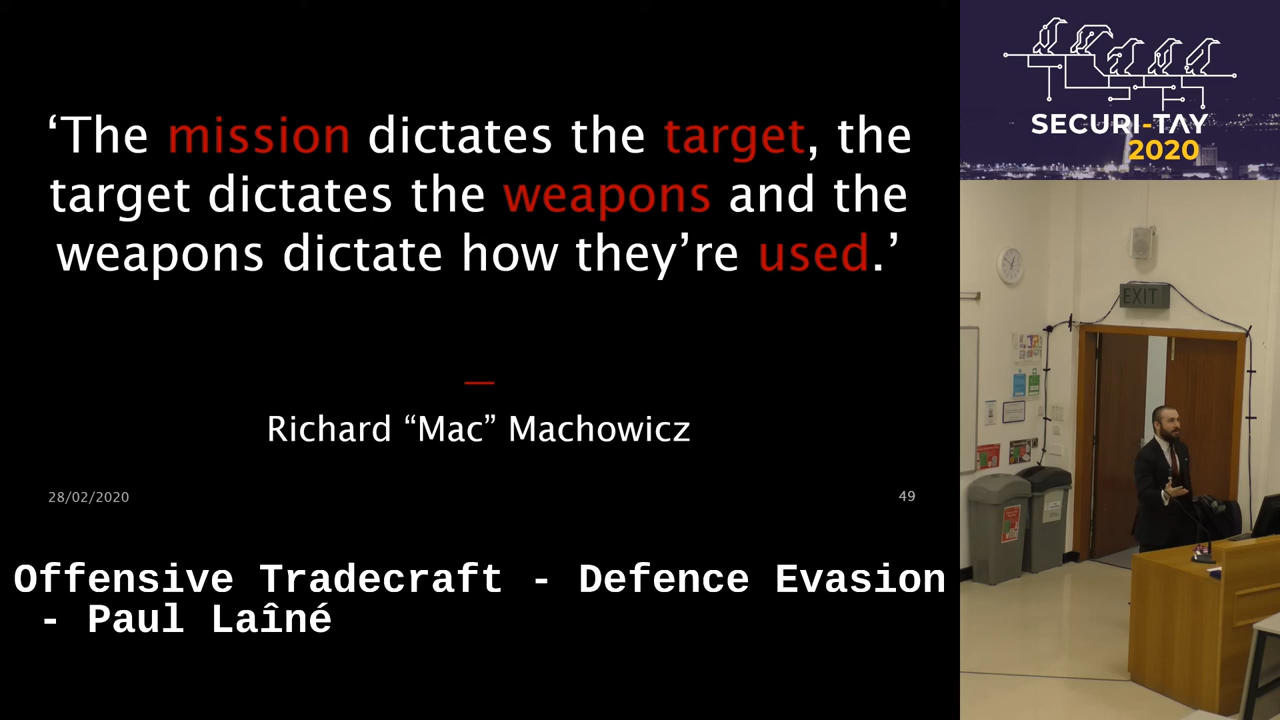 ‘The mission dictates the target, the
target dictates the weapons and the
weapons dictate how they’re used.’
—
Richard “Mac” Machowicz
28/02/2020
49
Offensive Tradecraft - Defence Evasion
- Paul Laîné
SECURI-TAY
2020
EXIT